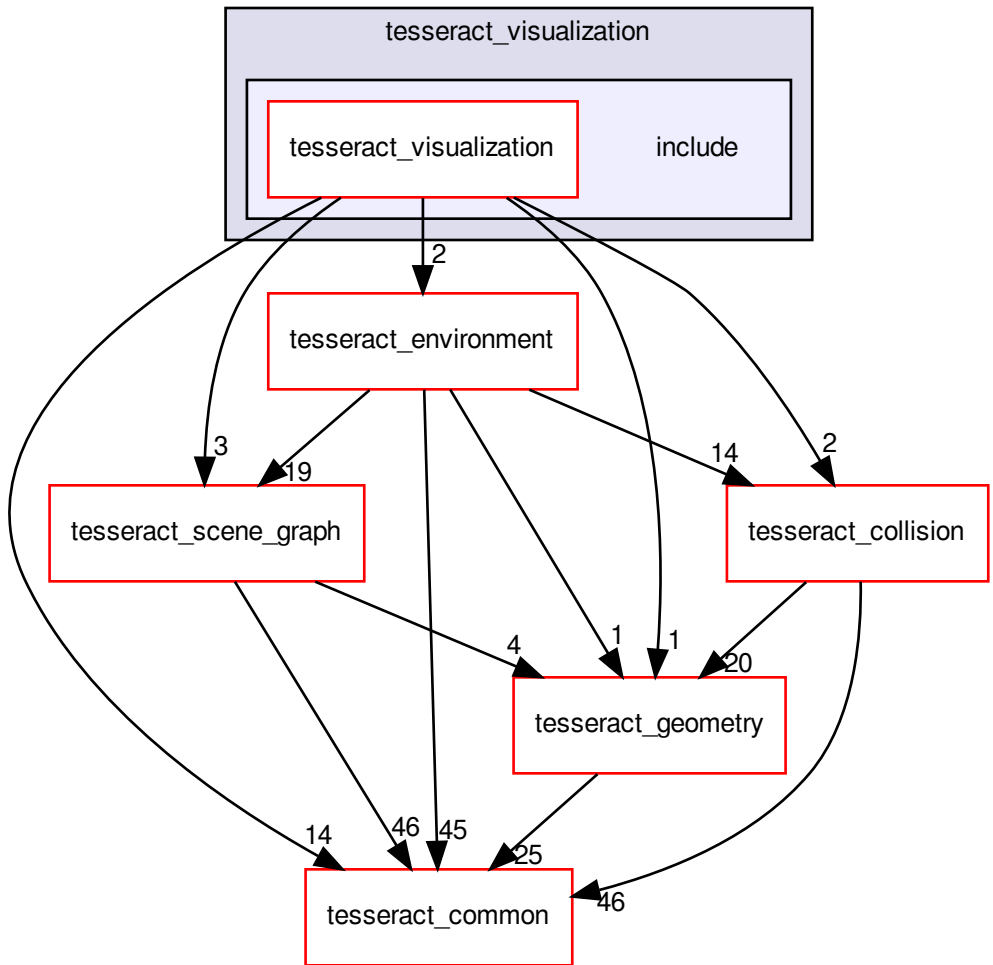 tesseract_visualization
tesseract_visualization
include
2
tesseract_environment
3
19
14
2
tesseract_scene_graph
tesseract_collision
4
1
1
20
tesseract_geometry
14
46
45
25
46
tesseract_common